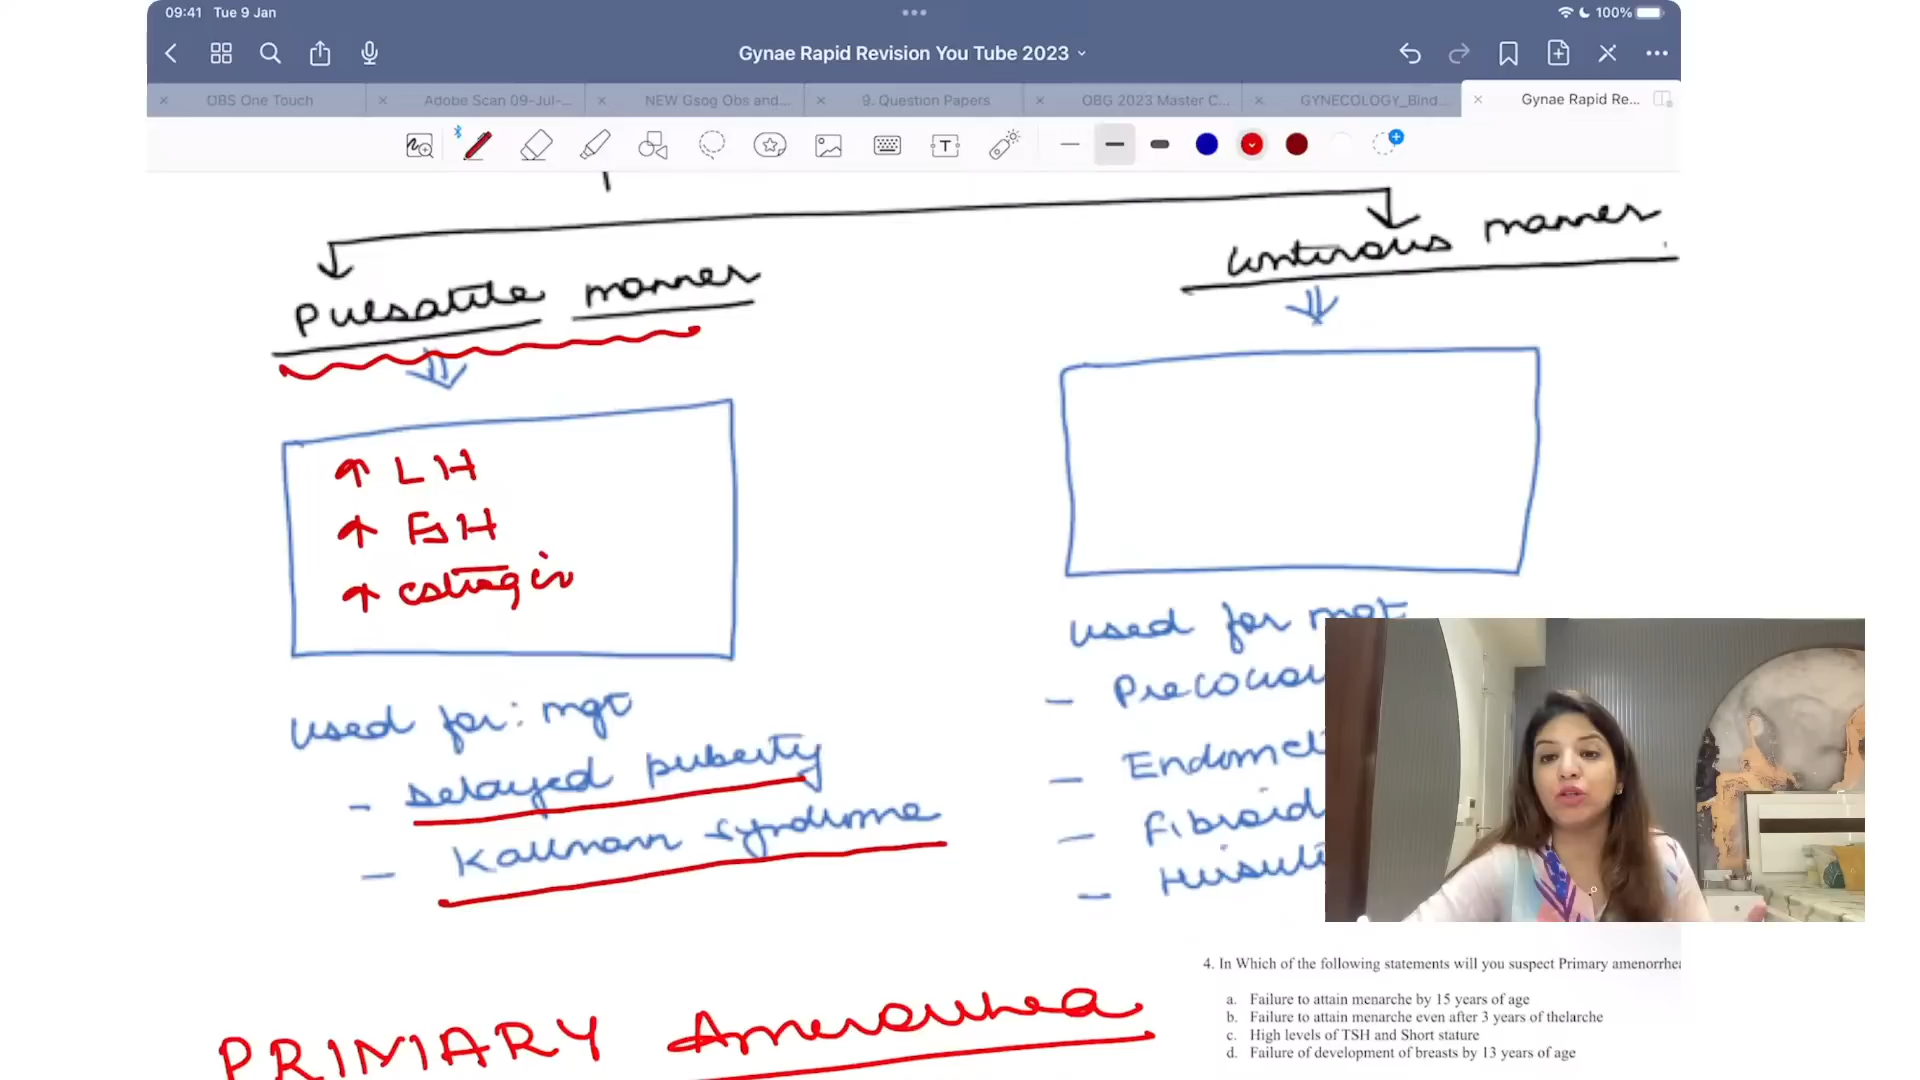 09:41 Tue 9 Jan
100%
Gynae Rapid Revision You Tube 2023
OBS One Touch
Adobe Scan 09-Jul-...
NEW Gsog Obs and...
9. Question Papers
OBG 2023 Master C...
GYNECOLOGY_Bind...
Gynae Rapid Re...
Pulsatile manner
Continous manner
↑ LH
↑ FSH
↑ estrogen
used for: mgt
- Delayed puberty
- Kallmann syndrome
used for mgt
- Precociou
- Endomet
- Fibroid
- Hirsuti
PRIMARY Amenorrhea
4. In Which of the following statements will you suspect Primary amenorrhea
a. Failure to attain menarche by 15 years of age
b. Failure to attain menarche even after 3 years of thelarche
c. High levels of TSH and Short stature
d. Failure of development of breasts by 13 years of age